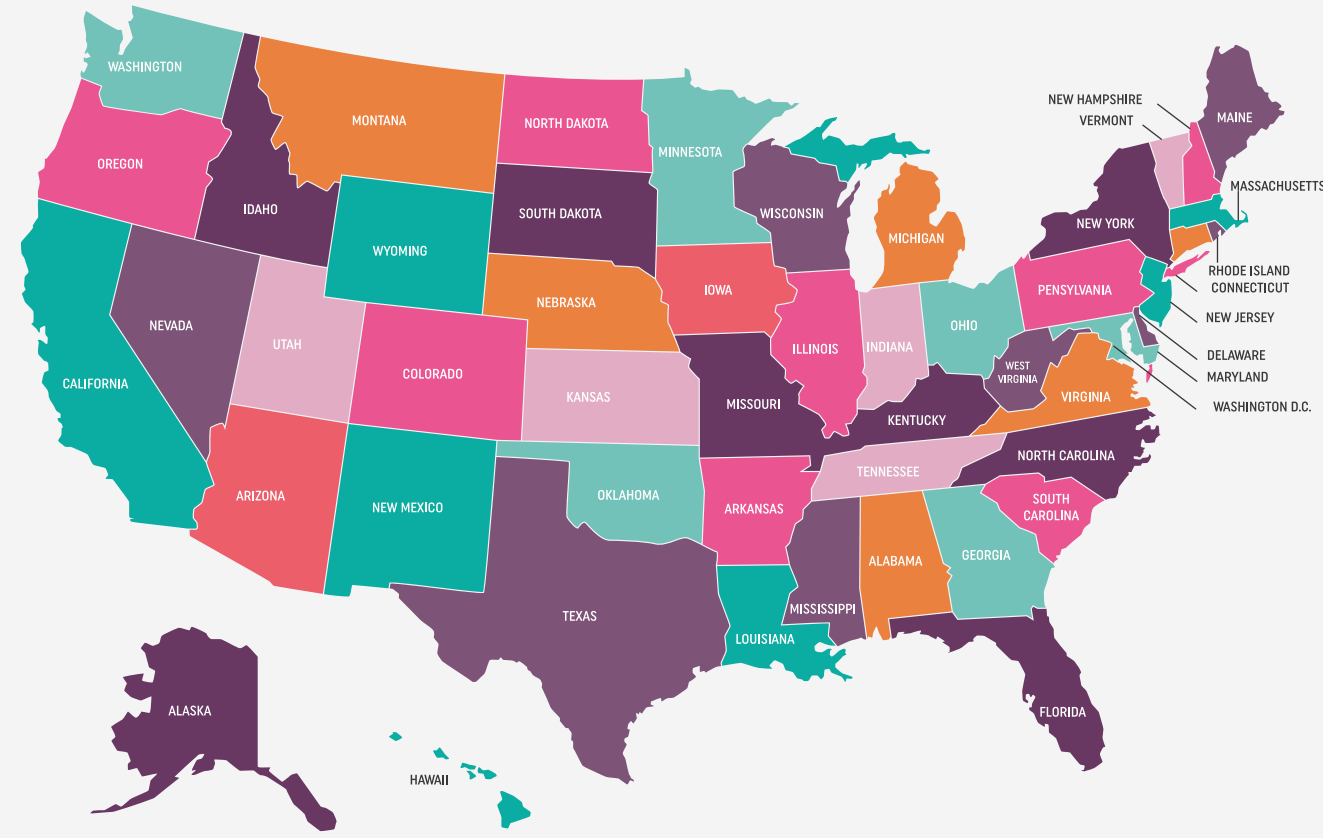 WASHINGTON
MONTANA
NORTH DAKOTA
MINNESOTA
NEW HAMPSHIRE
VERMONT
MAINE
OREGON
IDAHO
SOUTH DAKOTA
WISCONSIN
MICHIGAN
NEW YORK
MASSACHUSETTS
WYOMING
NEBRASKA
IOWA
PENSYLVANIA
RHODE ISLAND
CONNECTICUT
NEVADA
UTAH
COLORADO
ILLINOIS
INDIANA
OHIO
NEW JERSEY
DELAWARE
CALIFORNIA
KANSAS
MISSOURI
WEST
VIRGINIA
VIRGINIA
MARYLAND
WASHINGTON D.C.
KENTUCKY
ARIZONA
NEW MEXICO
OKLAHOMA
ARKANSAS
TENNESSEE
NORTH CAROLINA
SOUTH
CAROLINA
TEXAS
LOUISIANA
MISSISSIPPI
ALABAMA
GEORGIA
ALASKA
HAWAII
FLORIDA